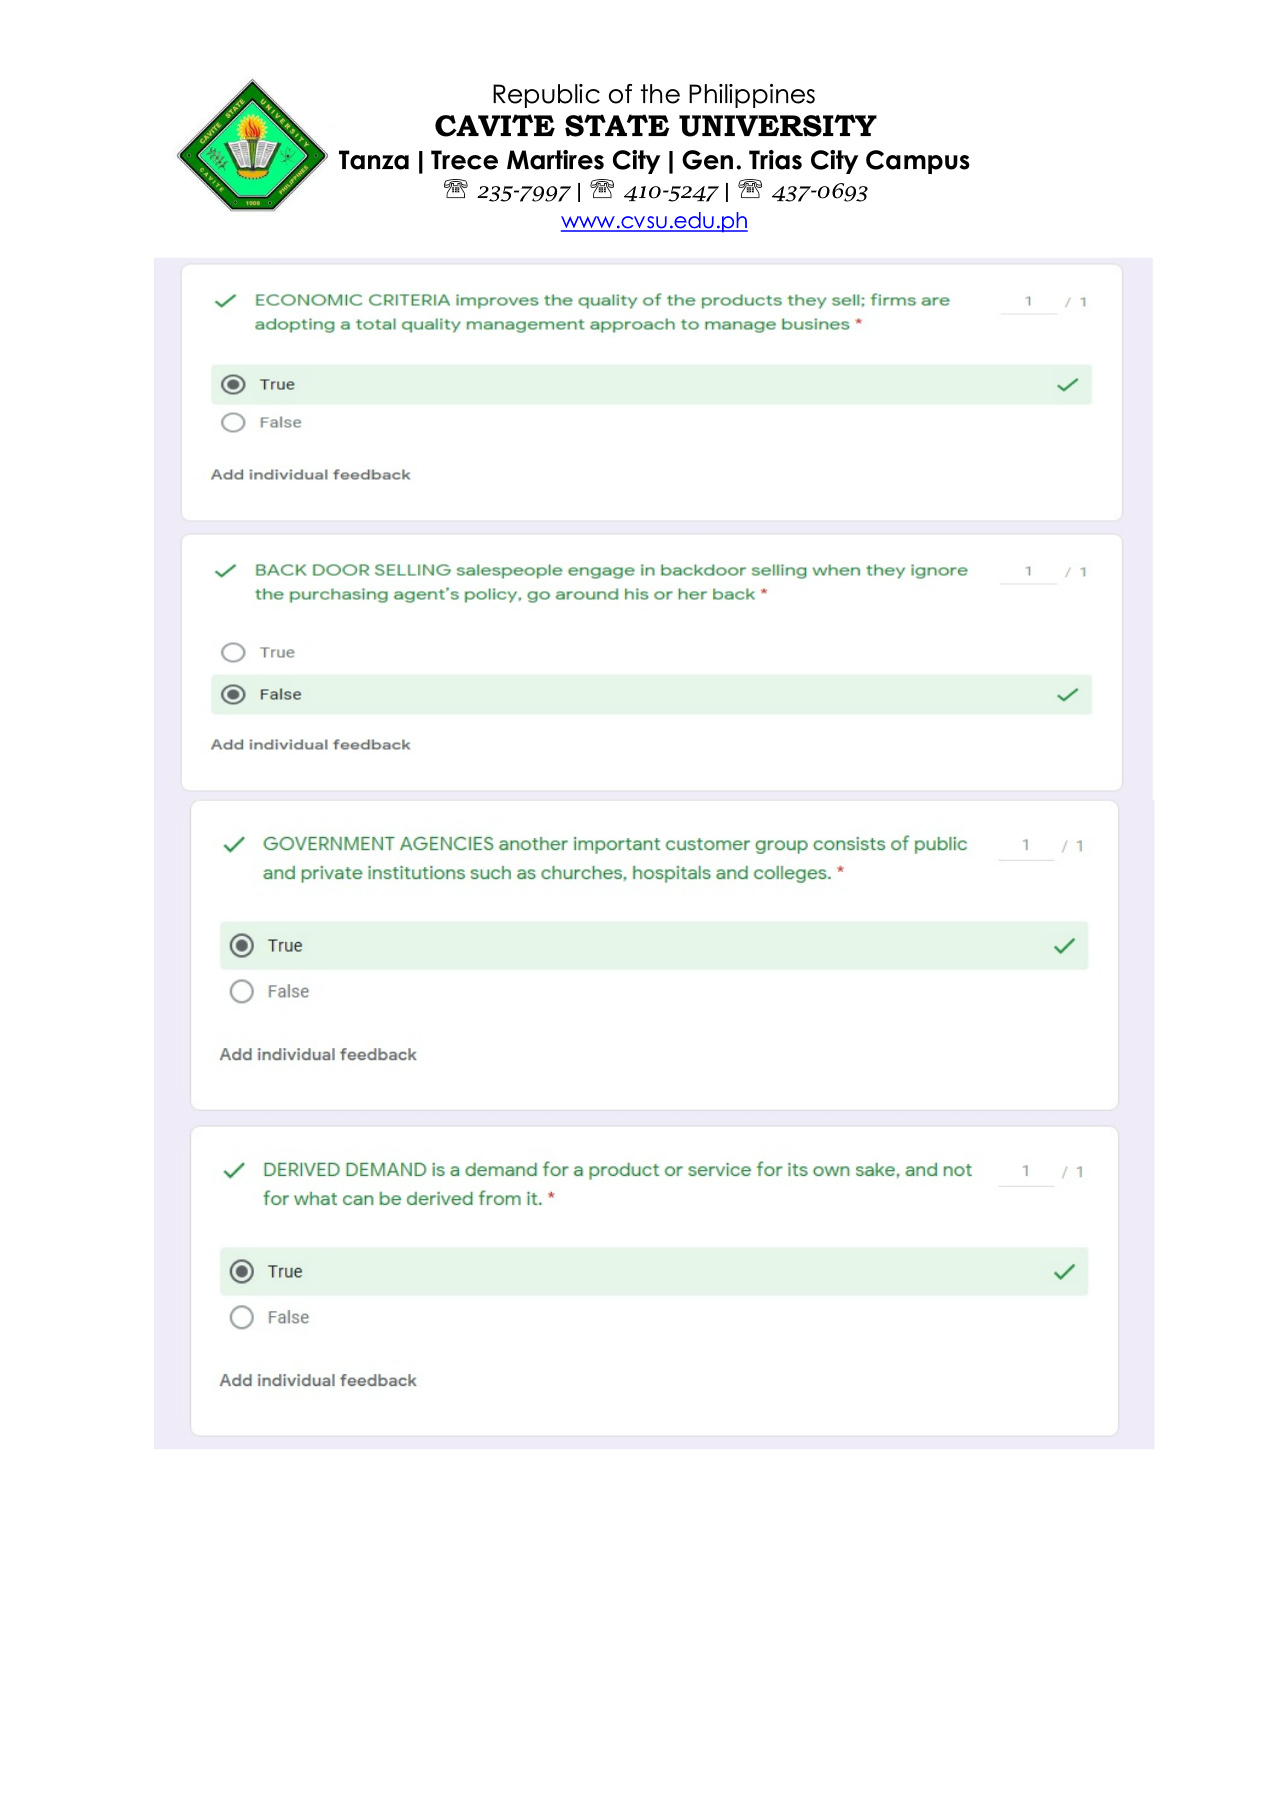 Republic of the Philippines
CAVITE STATE UNIVERSITY
Tanza | Trece Martires City | Gen. Trias City Campus
☏ 235-7997 | ☏ 410-5247 | ☏ 437-0693
www.cvsu.edu.ph
CAVITE STATE UNIVERSITY
CAVITE PHILIPPINES
1906
ECONOMIC CRITERIA improves the quality of the products they sell; firms are 1 / 1
adopting a total quality management approach to manage busines *
True
False
Add individual feedback
BACK DOOR SELLING salespeople engage in backdoor selling when they ignore 1 / 1
the purchasing agent's policy, go around his or her back *
True
False
Add individual feedback
GOVERNMENT AGENCIES another important customer group consists of public 1 / 1
and private institutions such as churches, hospitals and colleges. *
True
False
Add individual feedback
DERIVED DEMAND is a demand for a product or service for its own sake, and not 1 / 1
for what can be derived from it. *
True
False
Add individual feedback